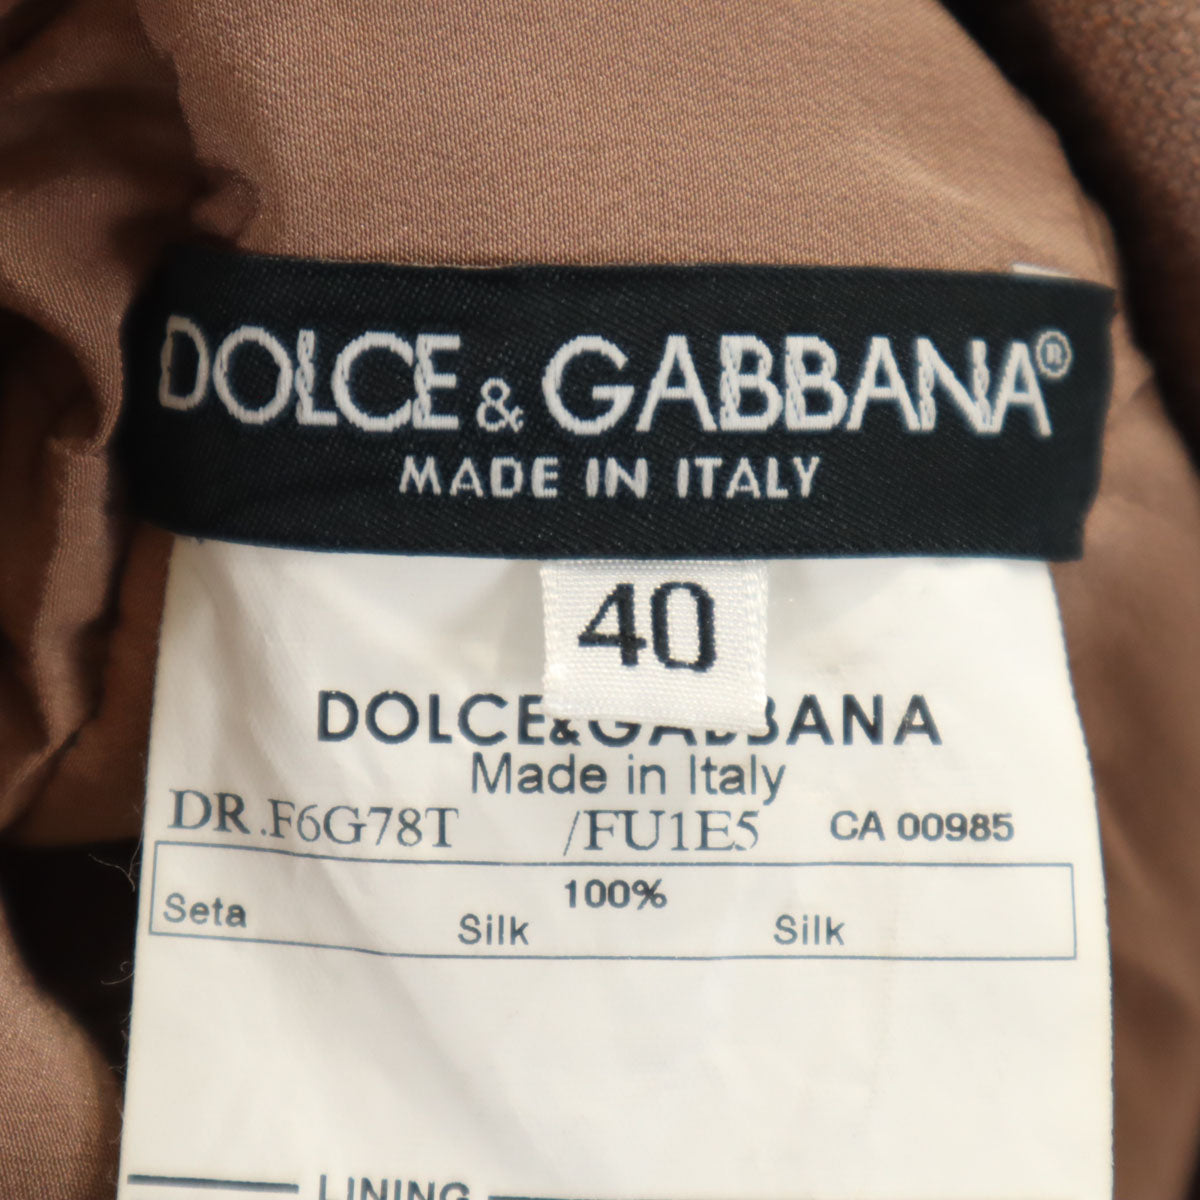 DOLCE & GABBANA®
MADE IN ITALY
40
DOLCE&GABBANA
Made in Italy
DR.F6G78T /FU1E5 CA 00985
100%
Seta Silk Silk
LINING